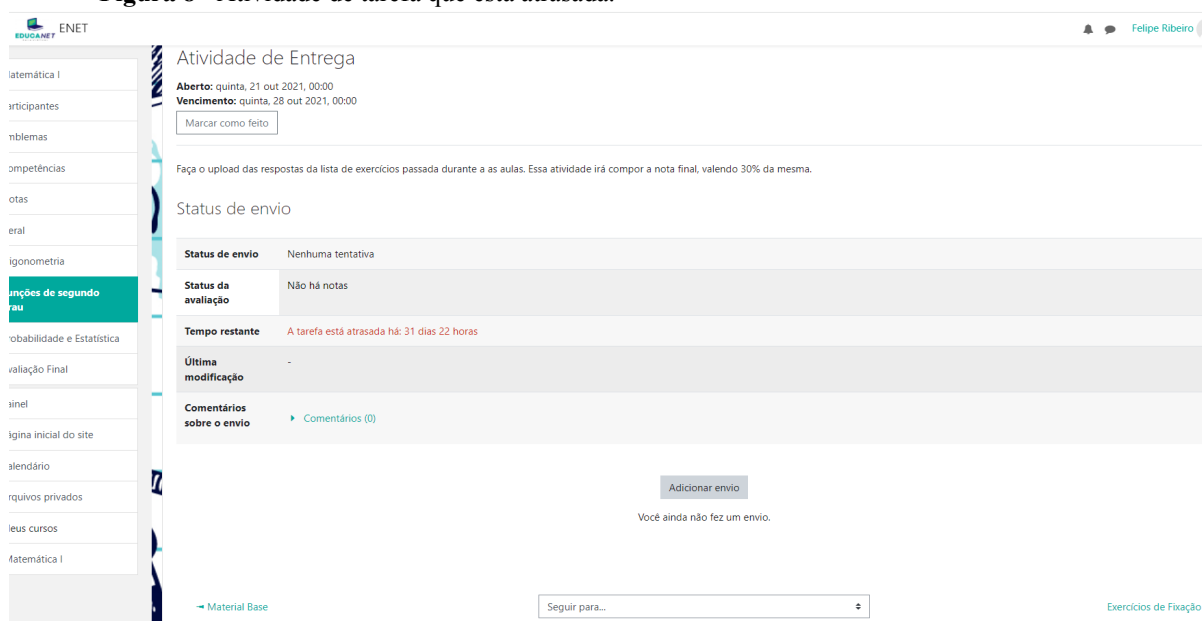 EDUCANET ENET
Felipe Ribeiro
atemática I
articipantes
mblemas
ompetências
otas
eral
igonometria
unções de segundo
rau
robabilidade e Estatística
valiação Final
ainel
ágina inicial do site
alendário
rquivos privados
eus cursos
Matemática I
Atividade de Entrega
Aberto: quinta, 21 out 2021, 00:00
Vencimento: quinta, 28 out 2021, 00:00
Marcar como feito
Faça o upload das respostas da lista de exercícios passada durante a as aulas. Essa atividade irá compor a nota final, valendo 30% da mesma.
Status de envio
Status de envio Nenhuma tentativa
Status da Não há notas
avaliação
Tempo restante A tarefa está atrasada há: 31 dias 22 horas
Última -
modificação
Comentários
sobre o envio Comentários (0)
Adicionar envio
Você ainda não fez um envio.
◄ Material Base Seguir para... Exercícios de Fixação